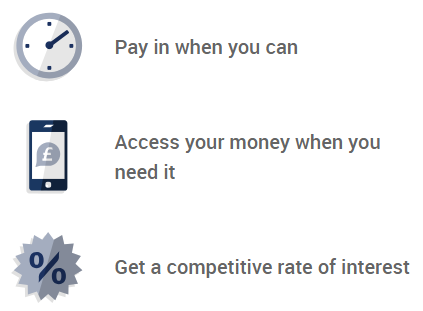 Pay in when you can
£
Access your money when you
need it
%
Get a competitive rate of interest